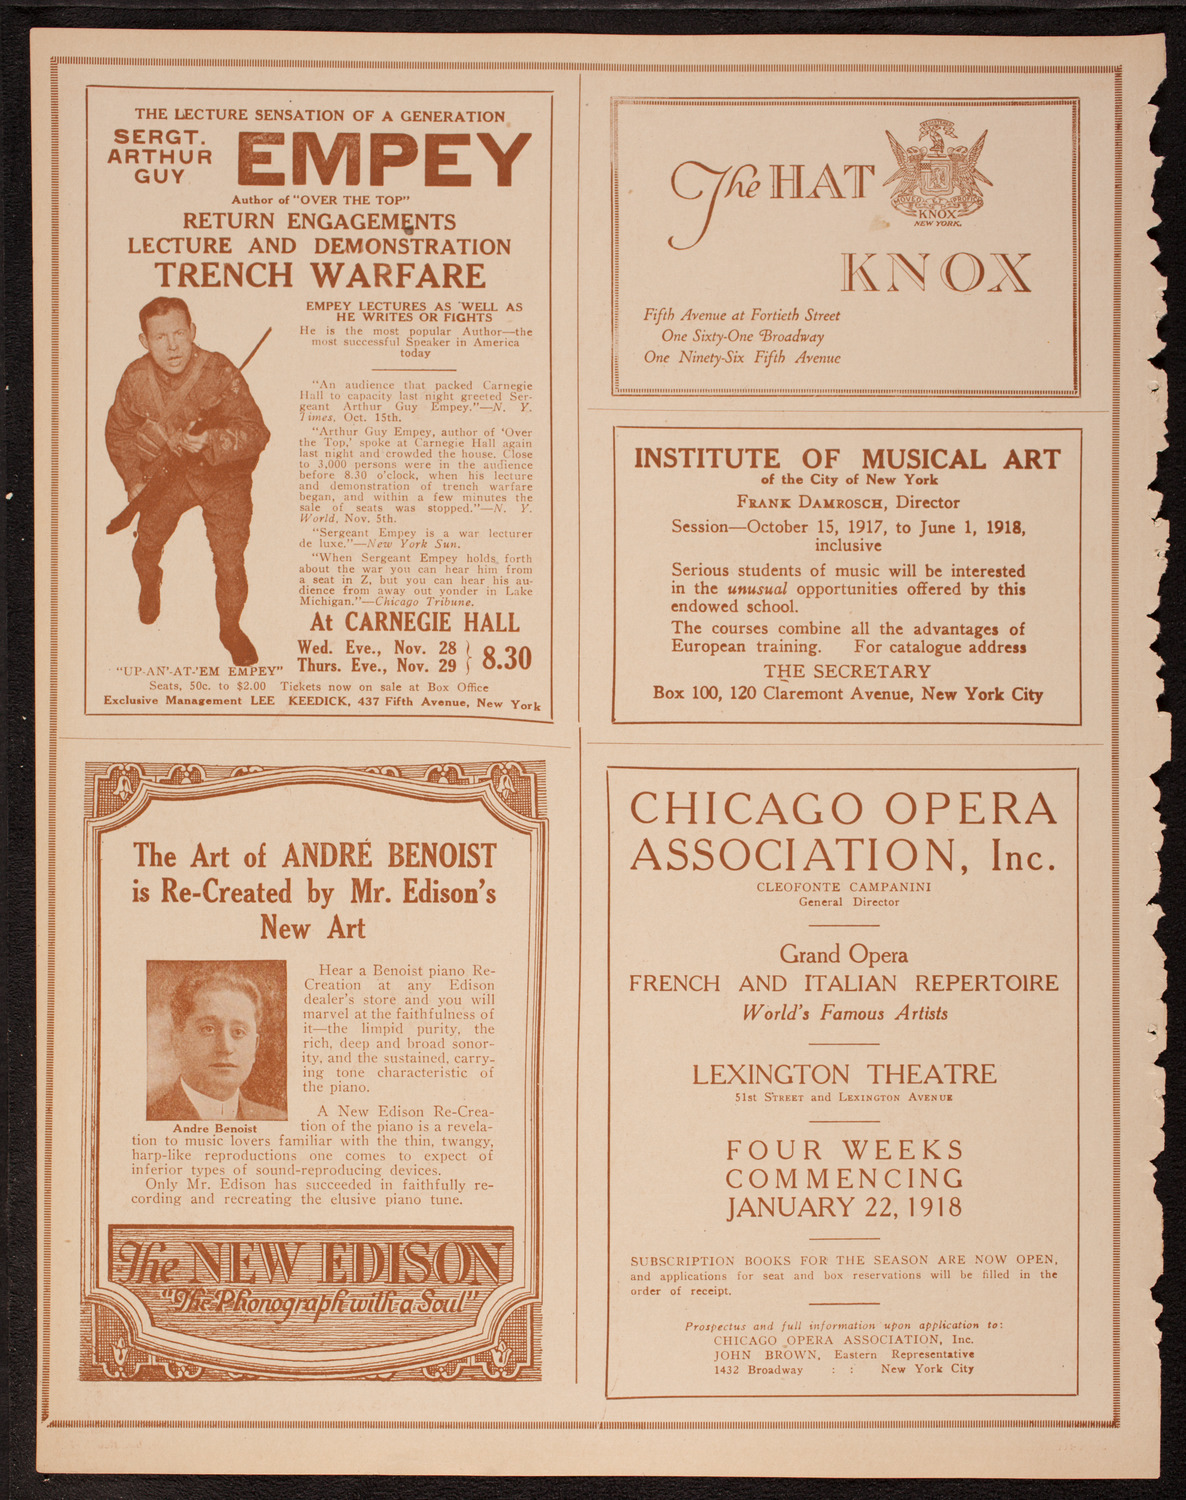 THE LECTURE SENSATION OF A GENERATION
SERGT.
ARTHUR
GUY
EMPEY
Author of "OVER THE TOP"
RETURN ENGAGEMENTS
LECTURE AND DEMONSTRATION
TRENCH WARFARE
EMPEY LECTURES AS WELL AS
HE WRITES OR FIGHTS
He is the most popular Author—the
most successful Speaker in America
today
"An audience that packed Carnegie
Hall to capacity last night greeted Ser-
geant Arthur Guy Empey."—N. Y.
Times, Oct. 15th.
"Arthur Guy Empey, author of 'Over
the Top,' spoke at Carnegie Hall again
last night and crowded the house. Close
to 3,000 persons were in the audience
before 8.30 o'clock, when his lecture
and demonstration of trench warfare
began, and within a few minutes the
sale of seats was stopped."—N. Y.
World, Nov. 5th.
"Sergeant Empey is a war lecturer
de luxe."—New York Sun.
"When Sergeant Empey holds forth
about the war you can hear him from
a seat in Z, but you can hear his au-
dience from away out yonder in Lake
Michigan."—Chicago Tribune.
At CARNEGIE HALL
Wed. Eve., Nov. 28
Thurs. Eve., Nov. 29
8.30
"UP-AN'-AT-'EM EMPEY"
Seats, 50c. to $2.00 Tickets now on sale at Box Office
Exclusive Management LEE KEEDICK, 437 Fifth Avenue, New York
The HAT
KNOX
NEW YORK.
KNOX
Fifth Avenue at Fortieth Street
One Sixty-One Broadway
One Ninety-Six Fifth Avenue
INSTITUTE OF MUSICAL ART
of the City of New York
FRANK DAMROSCH, Director
Session—October 15, 1917, to June 1, 1918,
inclusive
Serious students of music will be interested
in the unusual opportunities offered by this
endowed school.
The courses combine all the advantages of
European training. For catalogue address
THE SECRETARY
Box 100, 120 Claremont Avenue, New York City
The Art of ANDRÉ BENOIST
is Re-Created by Mr. Edison's
New Art
Hear a Benoist piano Re-
Creation at any Edison
dealer's store and you will
marvel at the faithfulness of
it—the limpid purity, the
rich, deep and broad sonor-
ity, and the sustained, carry-
ing tone characteristic of
the piano.
Andre Benoist
A New Edison Re-Crea-
tion of the piano is a revela-
tion to music lovers familiar with the thin, twangy,
harp-like reproductions one comes to expect of
inferior types of sound-reproducing devices.
Only Mr. Edison has succeeded in faithfully re-
cording and recreating the elusive piano tune.
The NEW EDISON
"The Phonograph with a Soul"
CHICAGO OPERA
ASSOCIATION, Inc.
CLEOFONTE CAMPANINI
General Director
Grand Opera
FRENCH AND ITALIAN REPERTOIRE
World's Famous Artists
LEXINGTON THEATRE
51st STREET and LEXINGTON AVENUE
FOUR WEEKS
COMMENCING
JANUARY 22, 1918
SUBSCRIPTION BOOKS FOR THE SEASON ARE NOW OPEN,
and applications for seat and box reservations will be filled in the
order of receipt.
Prospectus and full information upon application to:
CHICAGO OPERA ASSOCIATION, Inc.
JOHN BROWN, Eastern Representative
1432 Broadway : : New York City